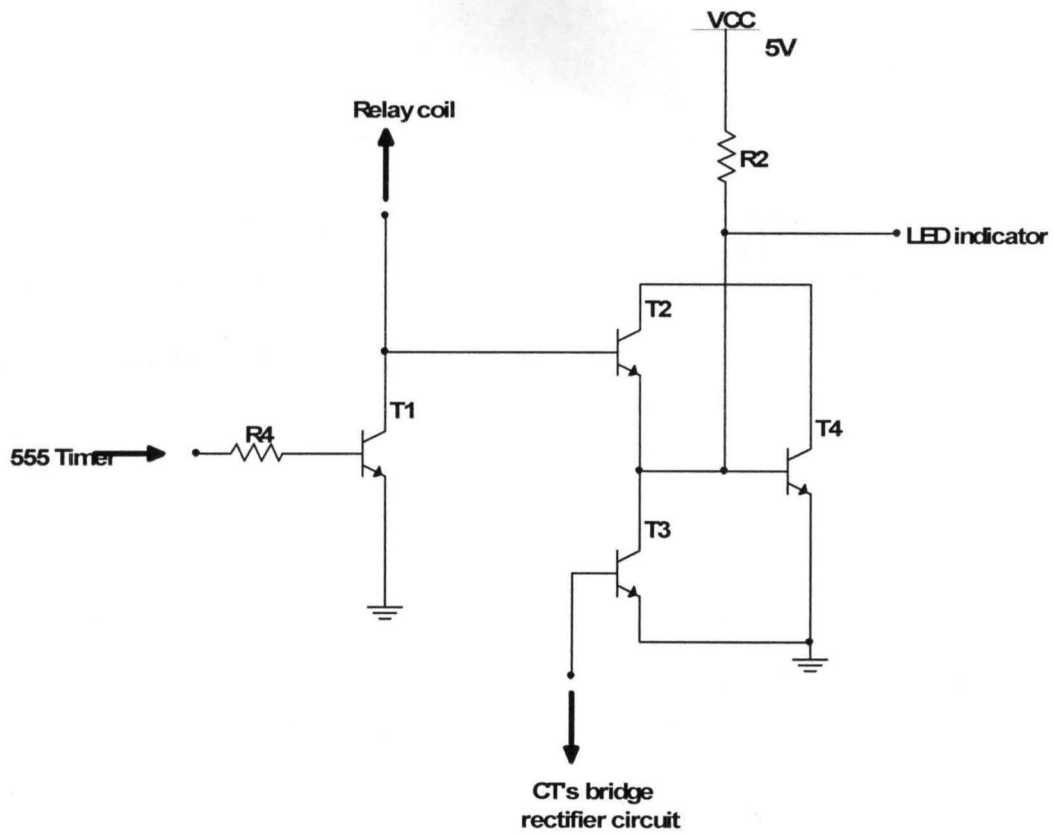 VCC
5V
Relay coil
R2
LED indicator
T2
T1
T4
R4
555 Timer
T3
CT's bridge
rectifier circuit